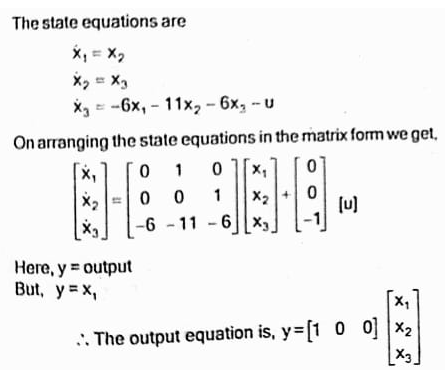 The state equations are
ẋ₁ = x₂
ẋ₂ = x₃
ẋ₃ = -6x₁ - 11x₂ - 6x₃ - u
On arranging the state equations in the matrix form we get,
[ẋ₁] [0 1 0] [x₁] [0]
[ẋ₂] = [0 0 1] [x₂] + [0] [u]
[ẋ₃] [-6 -11 -6] [x₃] [-1]
Here, y = output
But, y = x₁
∴ The output equation is, y = [1 0 0] [x₁ x₂ x₃]